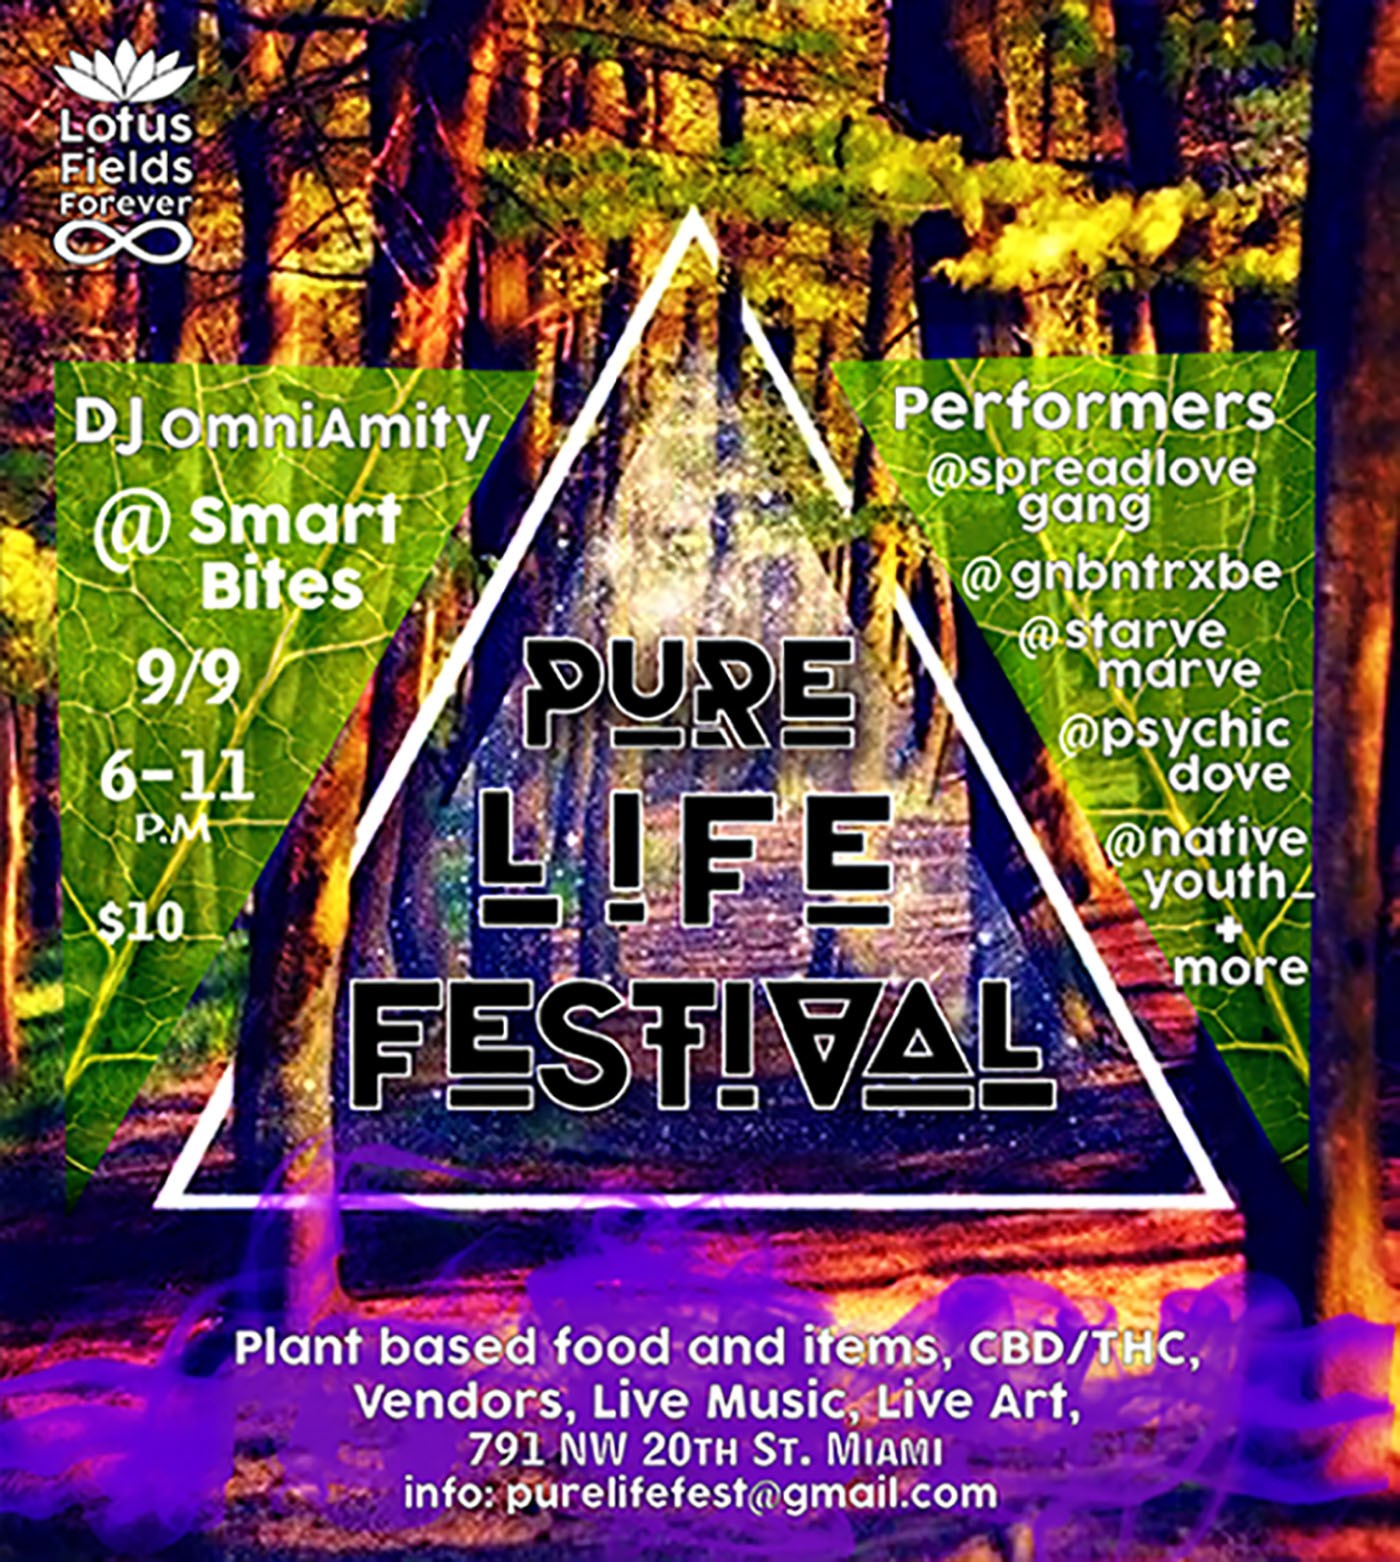 Lotus
Fields
Forever
DJ OmniAmity
@ Smart
Bites
9/9
6-11
P.M
$10
Performers
@spreadlove
gang
@gnbntrxbe
@starve
marve
@psychic
dove
@native
youth_
+
more
PURE
LIFE
FESTIVAL
Plant based food and items, CBD/THC,
Vendors, Live Music, Live Art,
791 NW 20TH ST. MIAMI
info: purelifefest@gmail.com